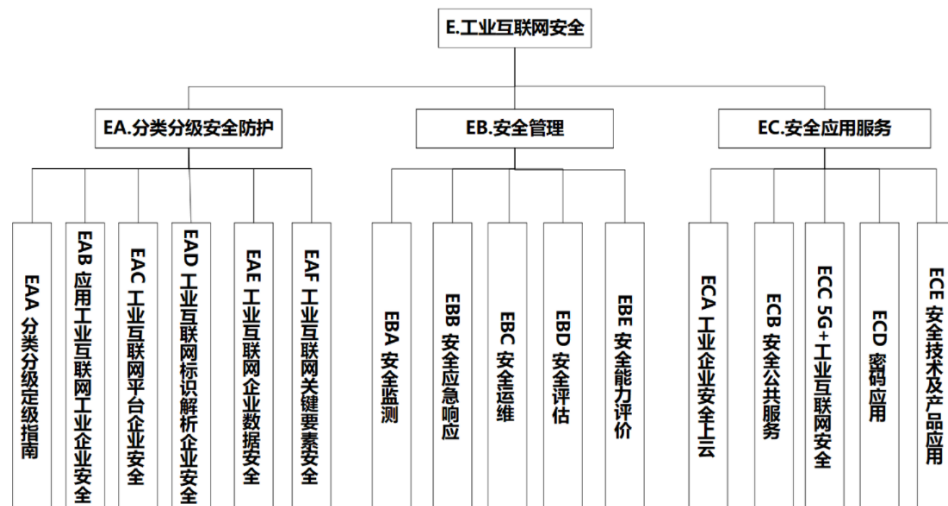 E.工业互联网安全
EA.分类分级安全防护
EB.安全管理
EC.安全应用服务
EAA 分类分级定级指南
EAB 应用工业互联网工业企业安全
EAC 工业互联网平台企业安全
EAD 工业互联网标识解析企业安全
EAE 工业互联网企业数据安全
EAF 工业互联网关键要素安全
EBA 安全监测
EBB 安全应急响应
EBC 安全运维
EBD 安全评估
EBE 安全能力评价
ECA 工业企业安全上云
ECB 安全公共服务
ECC 5G+工业互联网安全
ECD 密码应用
ECE 安全技术及产品应用